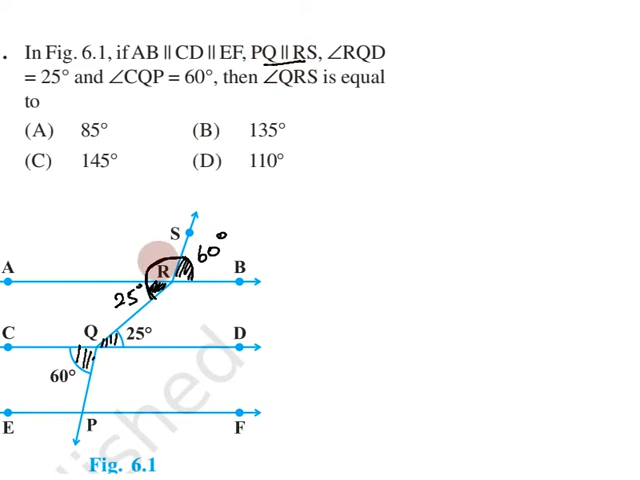 . In Fig. 6.1, if AB || CD || EF, PQ || RS, ∠RQD
= 25° and ∠CQP = 60°, then ∠QRS is equal
to
(A) 85° (B) 135°
(C) 145° (D) 110°
S
60°
A R B
25°
C Q 25° D
60°
E P F
Fig. 6.1
lished